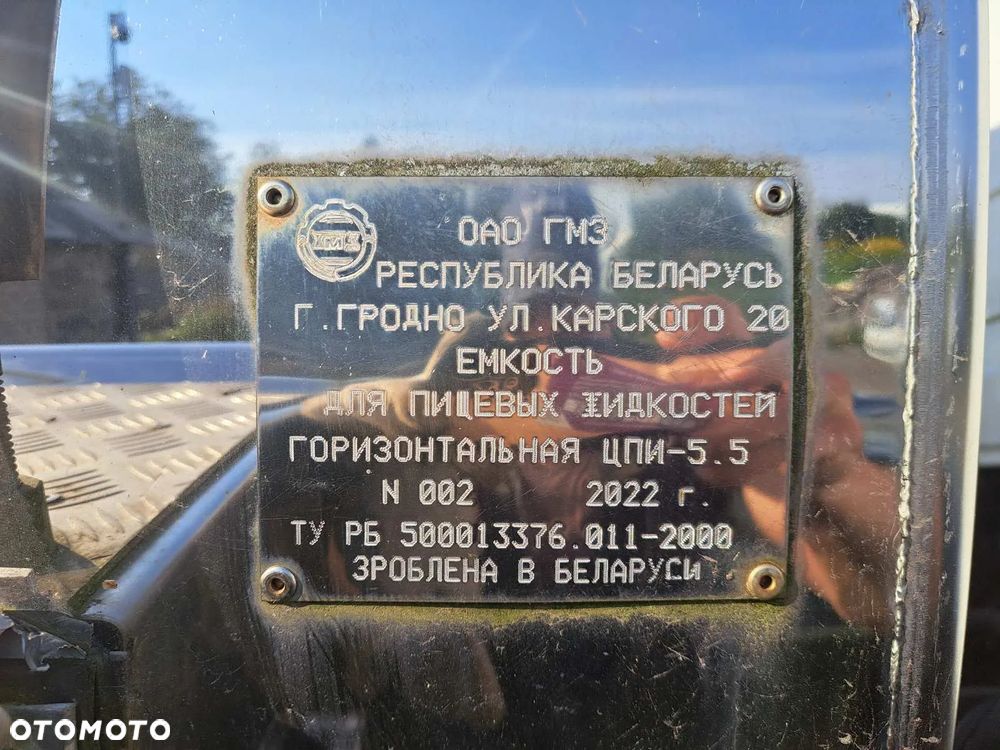 ГМЗ
ОАО ГМЗ
РЕСПУБЛИКА БЕЛАРУСЬ
Г.ГРОДНО УЛ.КАРСКОГО 20
ЕМКОСТЬ
ДЛЯ ПИЩЕВЫХ ЖИДКОСТЕЙ
ГОРИЗОНТАЛЬНАЯ ЦПИ-5.5
N 002 2022 г.
ТУ РБ 500013376.011-2000
ЗРОБЛЕНА В БЕЛАРУСИ
OTOMOTO